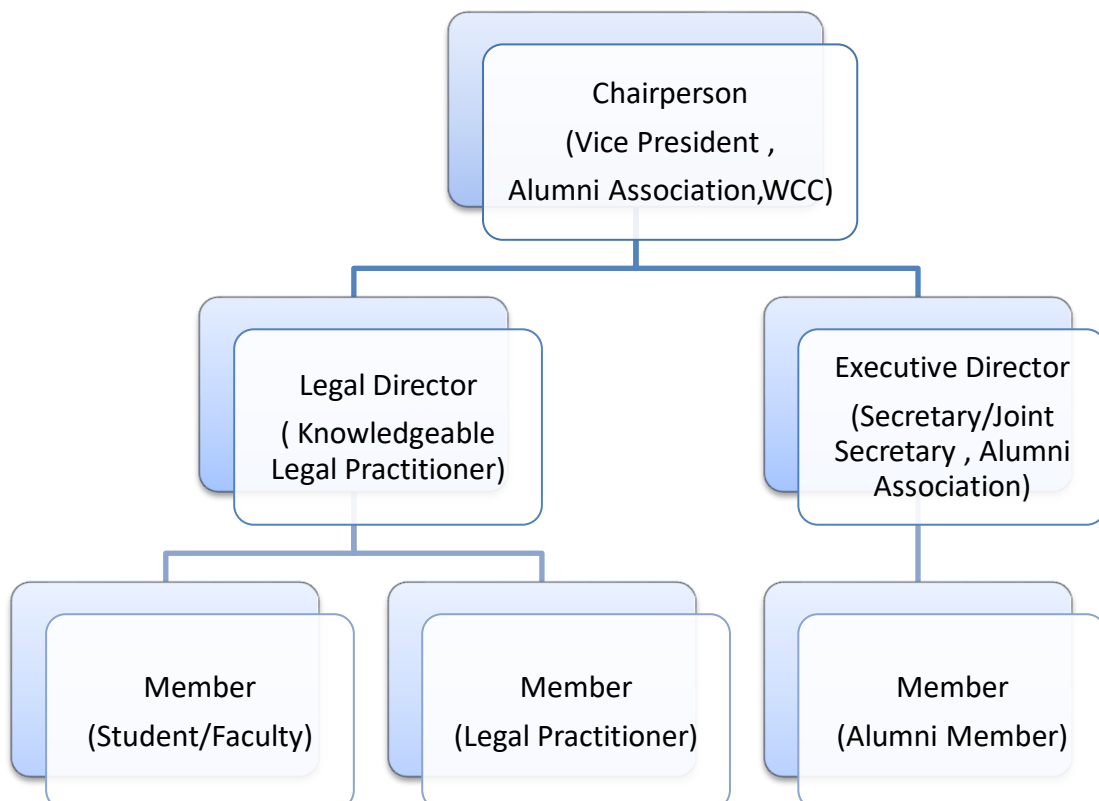 Chairperson
(Vice President ,
Alumni Association,WCC)
Legal Director
( Knowledgeable
Legal Practitioner)
Executive Director
(Secretary/Joint
Secretary , Alumni
Association)
Member
(Student/Faculty)
Member
(Legal Practitioner)
Member
(Alumni Member)